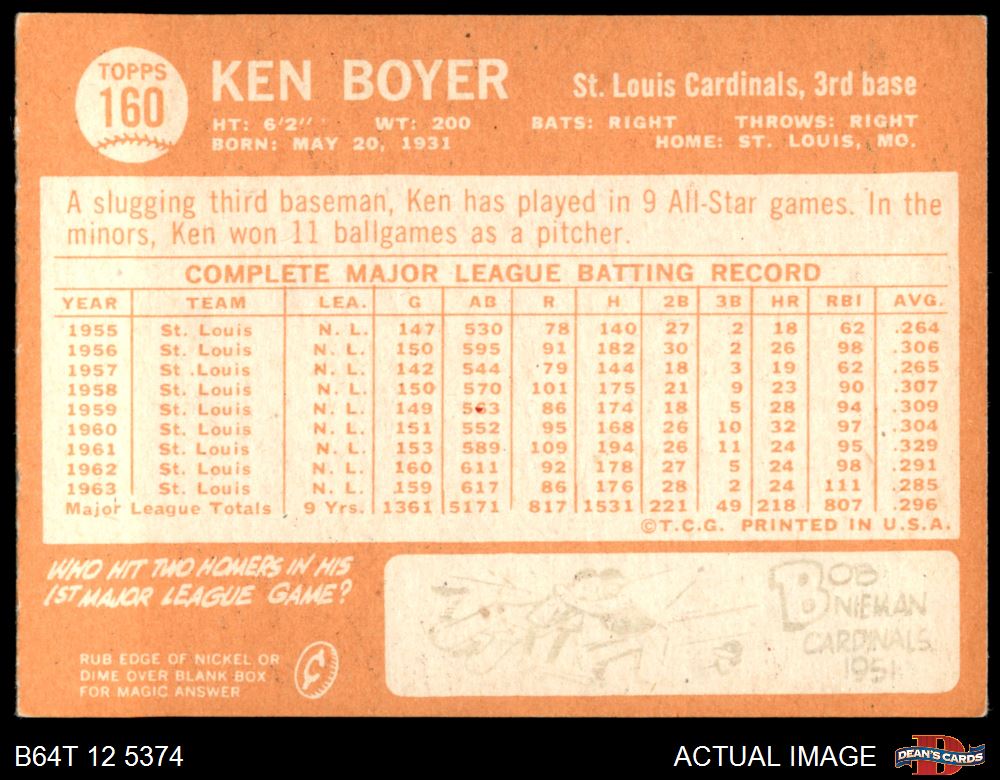 TOPPS
160
KEN BOYER
St. Louis Cardinals, 3rd base
HT: 6'2" WT: 200 BATS: RIGHT THROWS: RIGHT
BORN: MAY 20, 1931 HOME: ST. LOUIS, MO.
A slugging third baseman, Ken has played in 9 All-Star games. In the
minors, Ken won 11 ballgames as a pitcher.
COMPLETE MAJOR LEAGUE BATTING RECORD
YEAR TEAM LEA. G AB R H 2B 3B HR RBI AVG.
1955 St. Louis N. L. 147 530 78 140 27 2 18 62 .264
1956 St. Louis N. L. 150 595 91 182 30 2 26 98 .306
1957 St .Louis N. L. 142 544 79 144 18 3 19 62 .265
1958 St. Louis N. L. 150 570 101 175 21 9 23 90 .307
1959 St. Louis N. L. 149 563 86 174 18 5 28 94 .309
1960 St. Louis N. L. 151 552 95 168 26 10 32 97 .304
1961 St. Louis N. L. 153 589 109 194 26 11 24 95 .329
1962 St. Louis N. L. 160 611 92 178 27 5 24 98 .291
1963 St. Louis N. L. 159 617 86 176 28 2 24 111 .285
Major League Totals 9 Yrs. 1361 5171 817 1531 221 49 218 807 .296
©T.C.G. PRINTED IN U.S.A.
WHO HIT TWO HOMERS IN HIS
1ST MAJOR LEAGUE GAME?
RUB EDGE OF NICKEL OR
DIME OVER BLANK BOX
FOR MAGIC ANSWER
BOB
NIEMAN
CARDINALS
1951
B64T 12 5374
ACTUAL IMAGE
DEAN'S CARDS